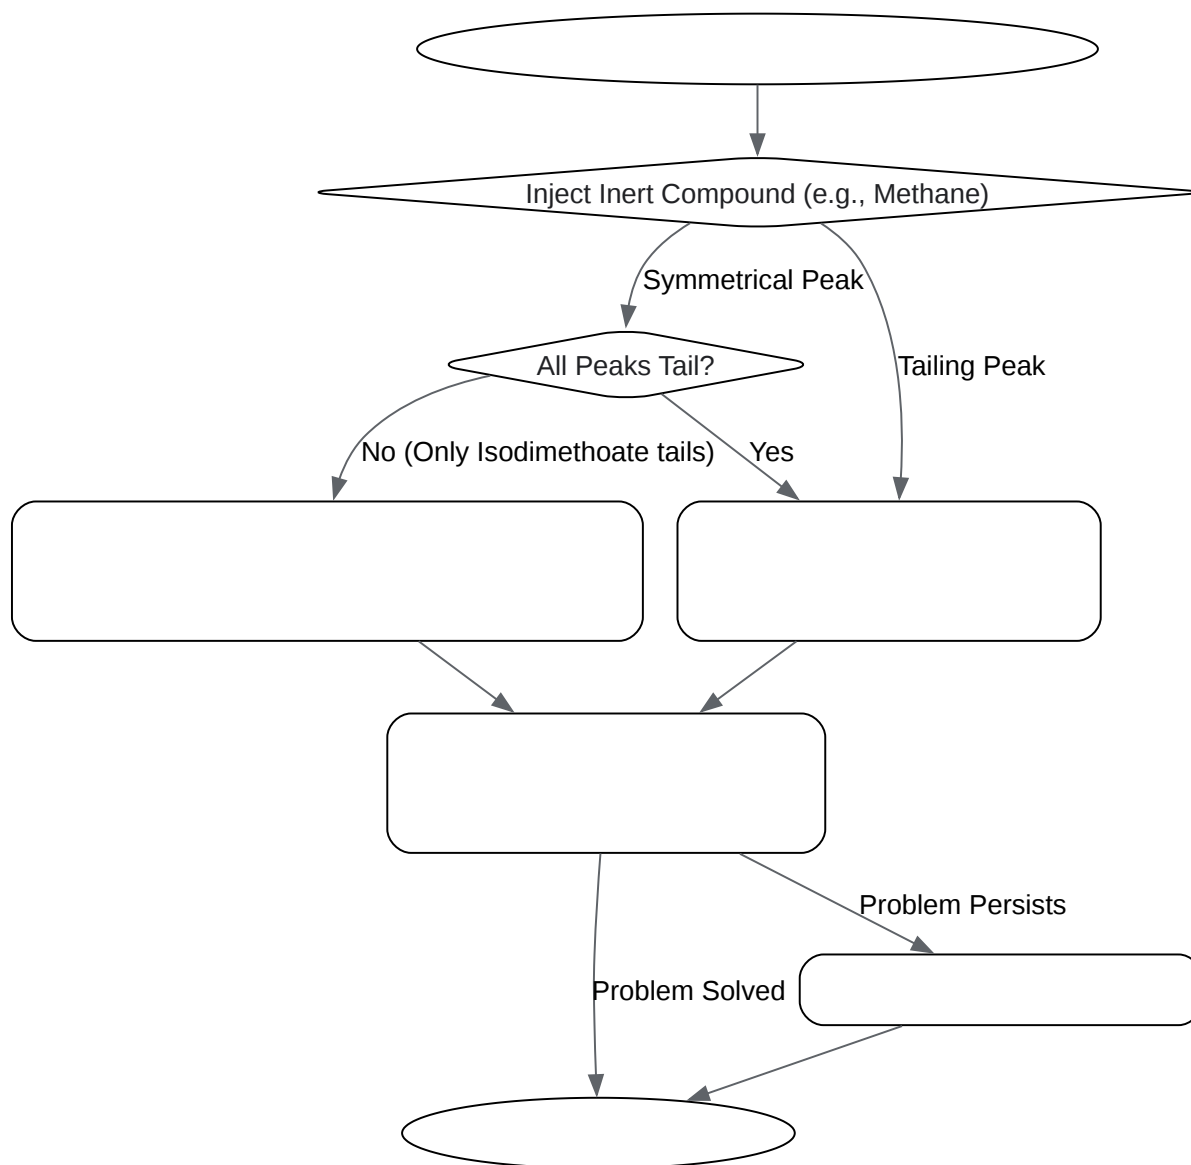 Inject Inert Compound (e.g., Methane)
Symmetrical Peak
All Peaks Tail?
Tailing Peak
No (Only Isodimethoate tails)
Yes
Problem Persists
Problem Solved